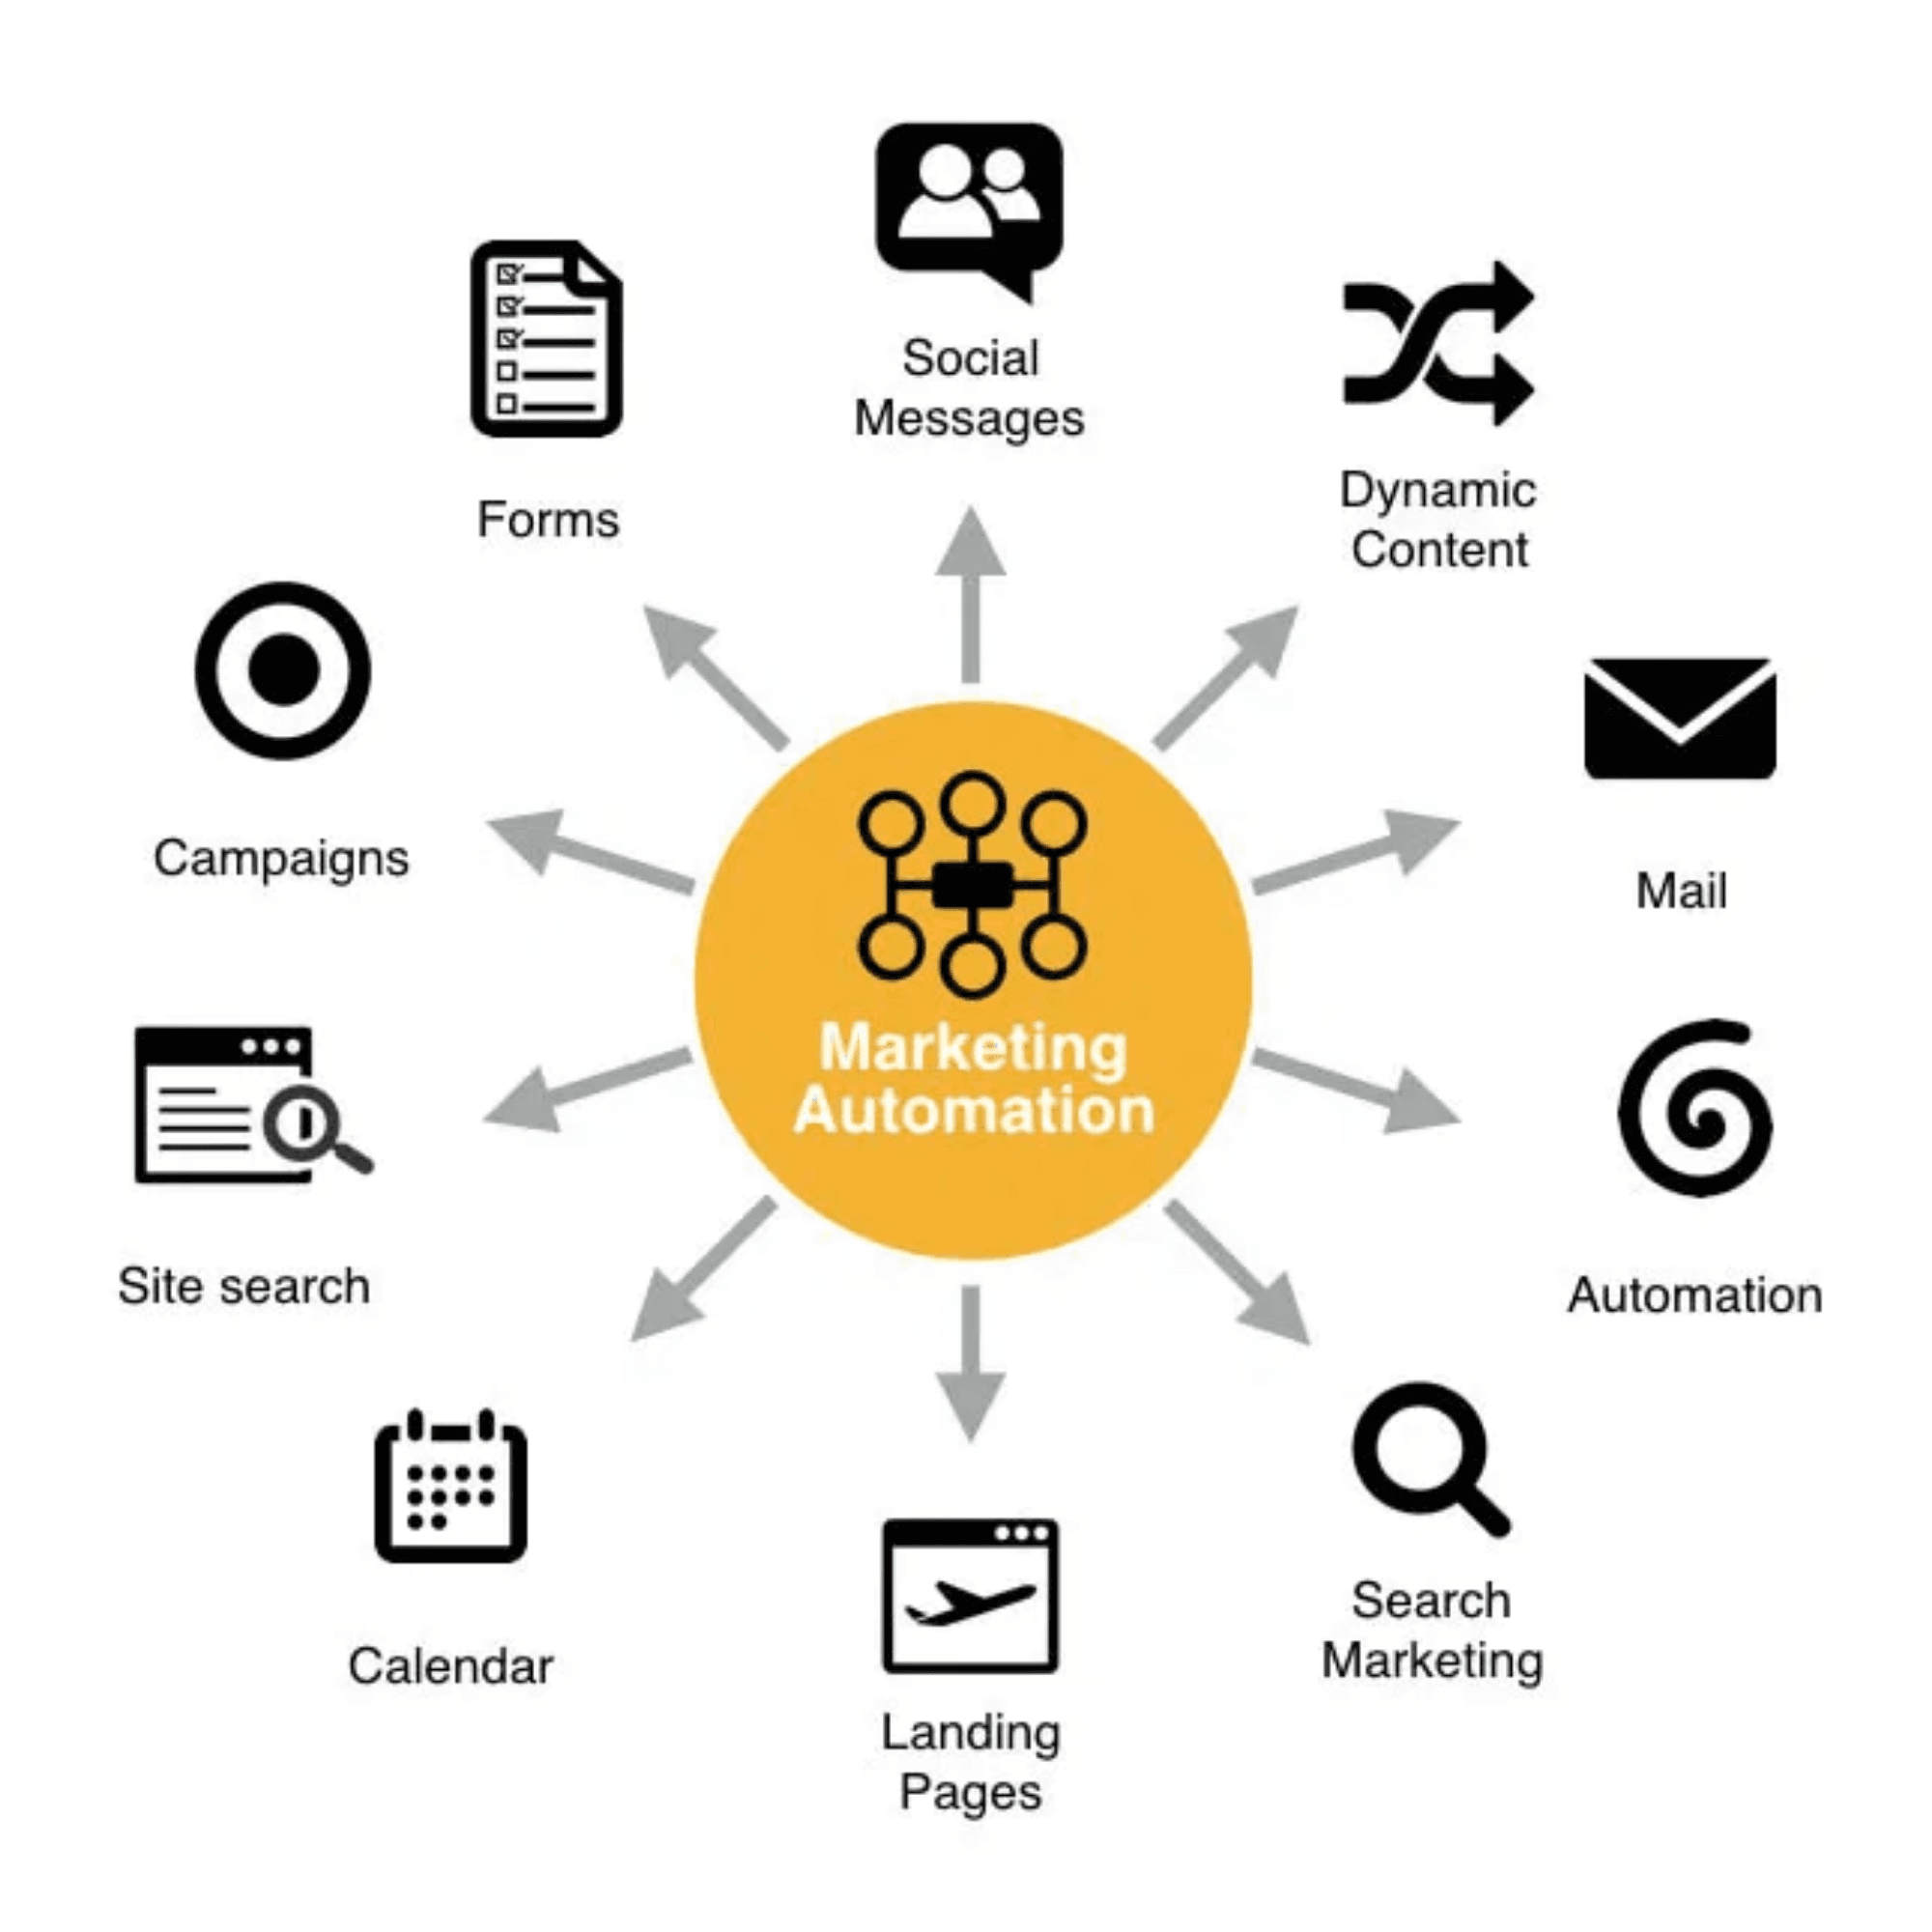 Social
Messages
Dynamic
Content
Forms
Campaigns
Mail
Marketing
Automation
Site search
Automation
Calendar
Search
Marketing
Landing
Pages